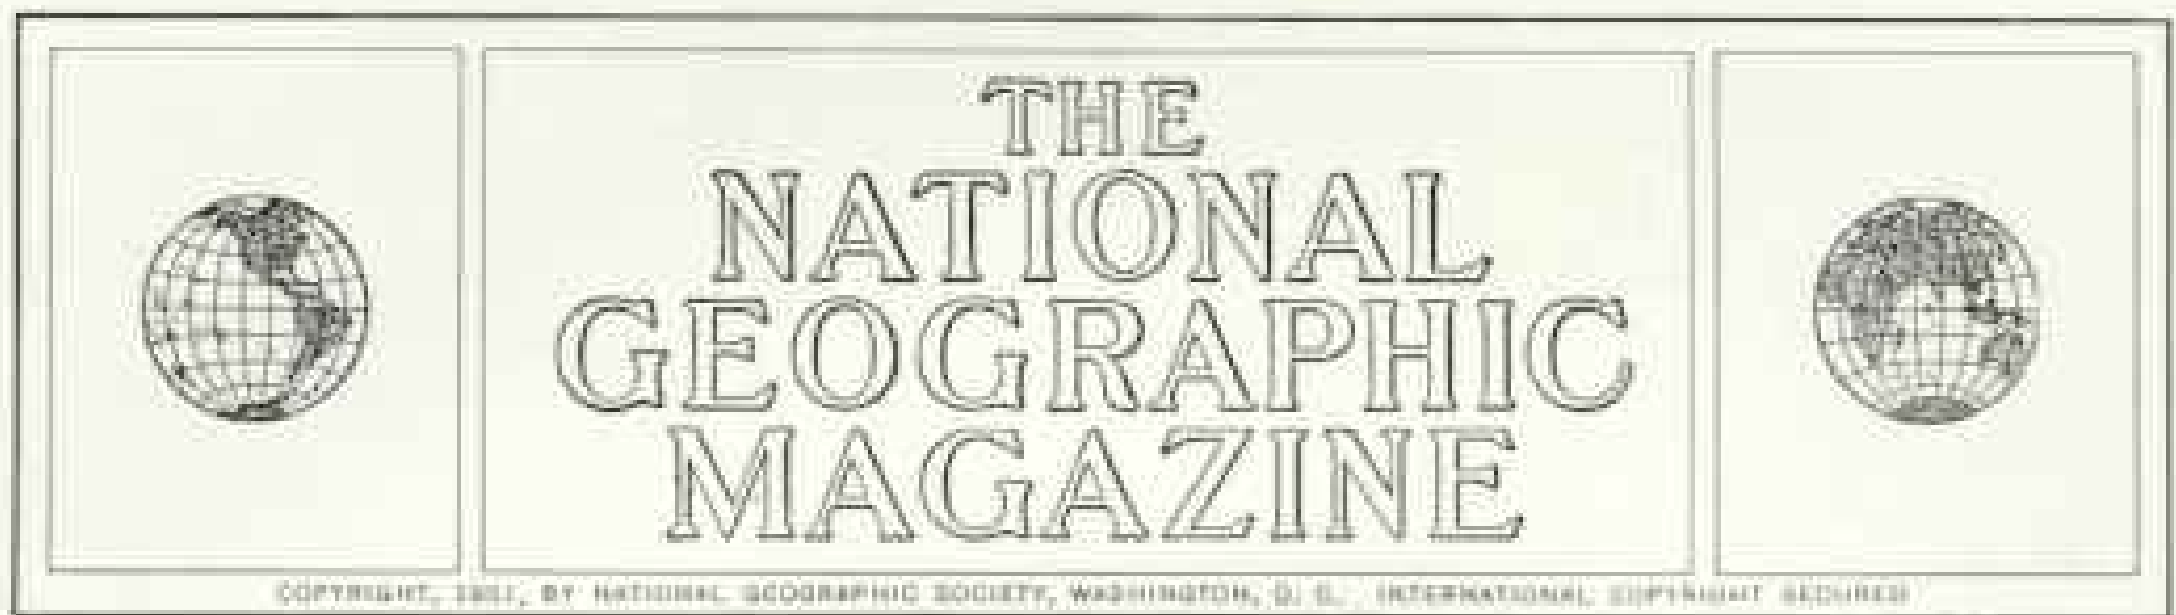 THE
NATIONAL
GEOGRAPHIC
MAGAZINE
COPYRIGHT, BY NATIONAL GEOGRAPHIC SOCIETY, WASHINGTON, D. C. INTERNATIONAL COPYRIGHT SECURED